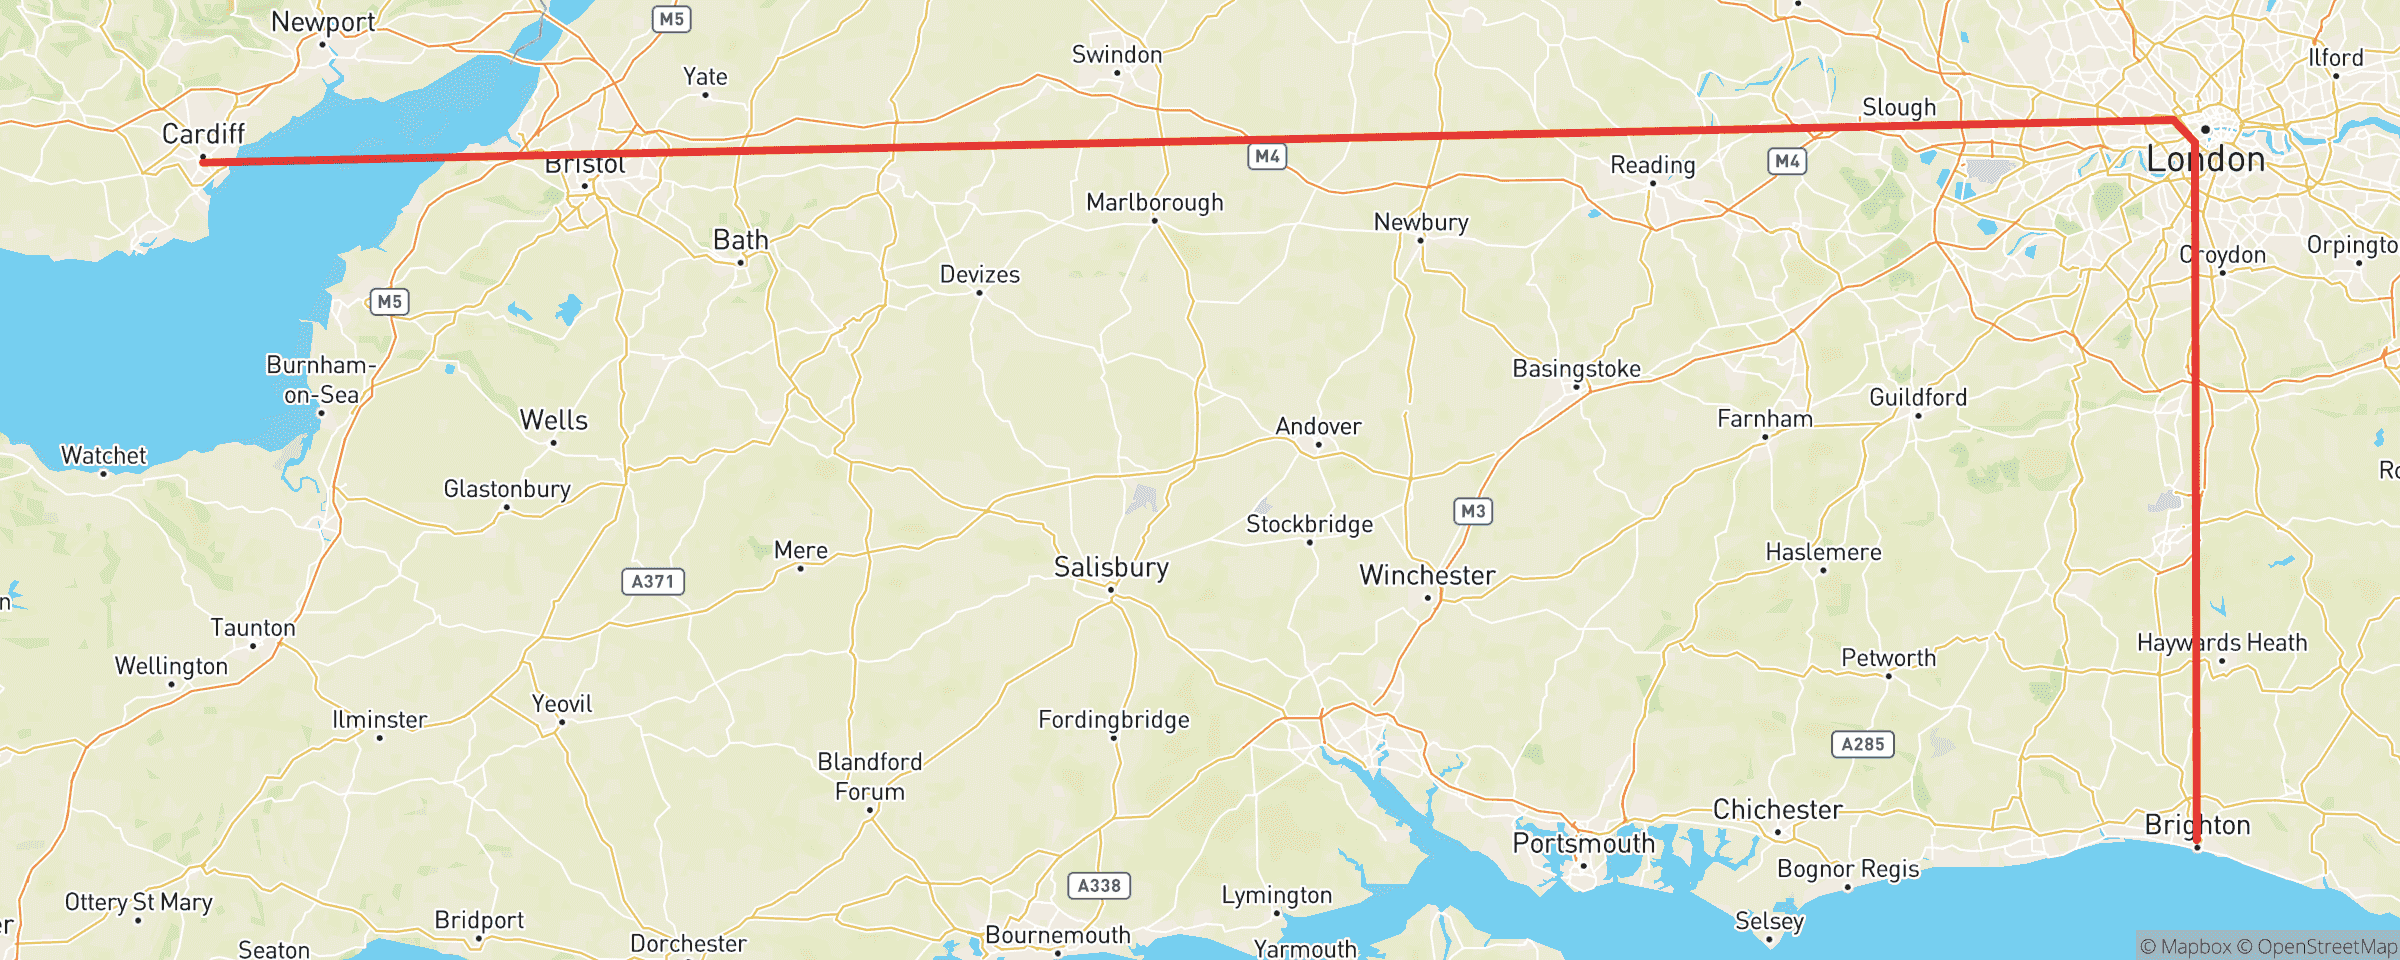 Newport
M5
Swindon
Ilford
Yate
Slough
Cardiff
Bristol
M4
Reading
M4
London
Marlborough
Newbury
Bath
Croydon
Orpingto
Devizes
M5
Burnham-
on-Sea
Basingstoke
Guildford
Wells
Andover
Farnham
Watchet
Ro
Glastonbury
M3
Stockbridge
Mere
Haslemere
Salisbury
Winchester
A371
n
Taunton
Haywards Heath
Wellington
Petworth
Yeovil
Ilminster
Fordingbridge
A285
Blandford
Forum
Chichester
Brighton
Portsmouth
Bognor Regis
A338
Lymington
Ottery St Mary
Bridport
Selsey
er
Bournemouth
Dorchester
Seaton
Yarmouth
© Mapbox © OpenStreetMap